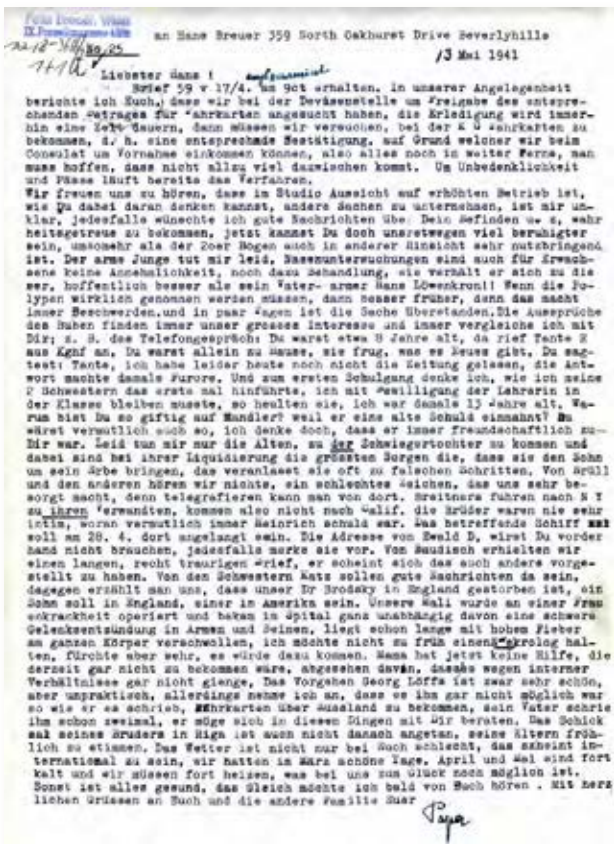 Felix Breuer, Wien
IX.
No. 25 an Hans Breuer 359 North Oakhurst Drive Beverlyhills
13 Mai 1941
Liebster Hans !
Brief 59 v 17/4. am 9ct erhalten. In unserer Angelegenheit
berichte ich Euch, dass wir bei der Devisenstelle um Freigabe des entspre-
chenden Betrages für Fahrkarten angesucht haben, die Erledigung wird immer-
hin eine Zeit dauern, dann müssen wir versuchen, bei der K G Fahrkarten zu
bekommen, d. h. eine entsprechende Bestätigung, auf Grund welcher wir beim
Consulat um Vornahme einkommen können, also alles noch in weiter Ferne, man
muss hoffen, dass nicht allzu viel dazwischen kommt. Um Unbedenklichkeit
und Pässe läuft bereits das Verfahren.
Wir freuen uns zu hören, dass im Studio Aussicht auf erhöhten Betrieb ist,
wie Du dabei daran denken kannst, andere Sachen zu unternehmen, ist mir un-
klar, jedesfalls wünschte ich gute Nachrichten über Dein Befinden u. z. wahr
heitsgetreue zu bekommen, jetzt kannst Du doch unsretwegen viel beruhigter
sein, umsomehr als der 2oer Bogen auch in anderer Hinsicht sehr nutzbringend
ist. Der arme Junge tut mir leid, Nasenuntersuchungen sind auch für Erwach-
sene keine Annehmlichkeit, noch dazu Behandlung, wie verhält er sich zu die
ser, hoffentlich besser als sein Vater- armer Hans Löwenkron!! Wenn die Po-
lypen wirklich genommen werden müssen, dann besser früher, denn das macht
immer Beschwerden.und in paar Tagen ist die Sache überstanden.Die Aussprüche
des Buben finden immer unser grosses Interesse und immer vergleiche ich mit
Dir; z. B. das Telefongespräch: Du warst etwa 8 Jahre alt, da rief Tante R
aus Kgnf an, Du warst allein zu Hause, sie frug, was es Neues gibt, Du sag-
test: Tante, ich habe leider heute noch nicht die Zeitung gelesen, die Ant-
wort machte damals Furore. Und zum ersten Schulgang denke ich, wie ich meine
2 Schwestern das erste mal hinführte, ich mit Bewilligung der Lehrerin in
der Classe bleiben musste, so heulten sie, ich war damals 13 Jahre alt. Wa-
rum bist Du so giftig auf Mandler? weil er eine alte Schuld einmahnt? Du
wärst vermutlich auch so, ich denke doch, dass er immer freundschaftlich zu-
Dir war. Leid tun mir nur die Alten, zu der Schwiegertochter zu kommen und
dabei sind bei ihrer Liquidierung die grössten Sorgen die, dass sie den Sohn
um sein Erbe bringen, das veranlasst sie oft zu falschen Schritten. Von Brüll
und den anderen hören wir nichts, ein schlechtes Zeichen, das uns sehr be-
sorgt macht, denn telegrafieren kann man von dort. Breitners fuhren nach N Y
zu ihren Verwandten, kommen also nicht nach Calif. die Brüder waren nie sehr
intim, woran vermutlich immer Heinrich schuld war. Das betreffende Schiff
soll am 28. 4. dort angelangt sein. Die Adresse von Ewald D, wirst Du vorder
hand nicht brauchen, jedesfalls merke sie vor. Von Baudisch erhielten wir
einen langen, recht traurigen Brief, er scheint sich das auch anders vorge-
stellt zu haben. Von den Schwestern Katz sollen gute Nachrichten da sein,
dagegen erzählt man uns, dass unser Dr Brodsky in England gestorben ist, ein
Sohn soll in England, einer in Amerika sein. Unsere Mali wurde an einer Frau
enkrankheit operiert und bekam im Spital ganz unabhängig davon eine schwere
Gelenksentzündung in Armen und Beinen, liegt schon lange mit hohem Fieber
am ganzen Körper verschwollen, ich möchte nicht zu früh einen Nekrolog hal-
ten, fürchte aber sehr, es würde dazu kommen. Mama hat jetzt keine Hilfe, die
derzeit gar nicht zu bekommen wäre, abgesehen davon, dass wegen interner
Verhältnisse gar nicht gienge. Das Vorgehen Georg Löffs ist zwar sehr schön,
aber unpraktisch, allerdings nehme ich an, dass es ihm gar nicht möglich war
so wie er es schrieb, Fahrkarten über Russland zu bekommen, sein Vater schrie
ihm schon zweimal, er möge sich in diesen Dingen mit Dir beraten. Das Schick
sal seines Bruders in Riga ist auch nicht danach angetan, seine Eltern fröh-
lich zu stimmen. Das Wetter ist nicht nur bei Euch schlecht, das scheint in-
ternational zu sein, wir hatten im März schöne Tage. April und Mai sind fort
kalt und wir müssen fort heizen, was bei uns zum Glück noch möglich ist.
Sonst ist alles gesund, das Gleich möchte ich bald von Euch hören . Mit herz
lichen Grüssen an Euch und die andere Familie Euer
Papa